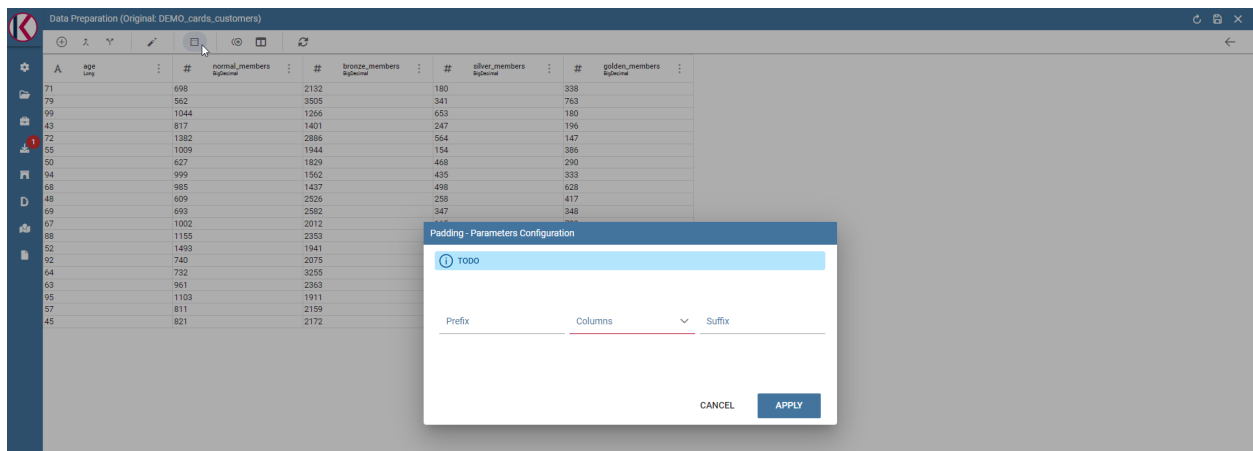 Data Preparation (Original: DEMO_cards_customers)
A age Long # normal_members BigDecimal # bronze_members BigDecimal # silver_members BigDecimal # golden_members BigDecimal
71 698 2132 180 338
79 562 3505 341 763
99 1044 1266 653 180
43 817 1401 247 196
1
72 1382 2886 564 147
55 1009 1944 154 386
50 627 1829 468 290
94 999 1562 435 333
68 985 1437 498 628
D
48 609 2526 258 417
69 693 2582 347 348
67 1002 2012
88 1155 2353
52 1493 1941
92 740 2075
64 732 3255
63 961 2363
95 1103 1911
57 811 2159
45 821 2172
Padding - Parameters Configuration
TODO
Prefix Columns Suffix
CANCEL APPLY